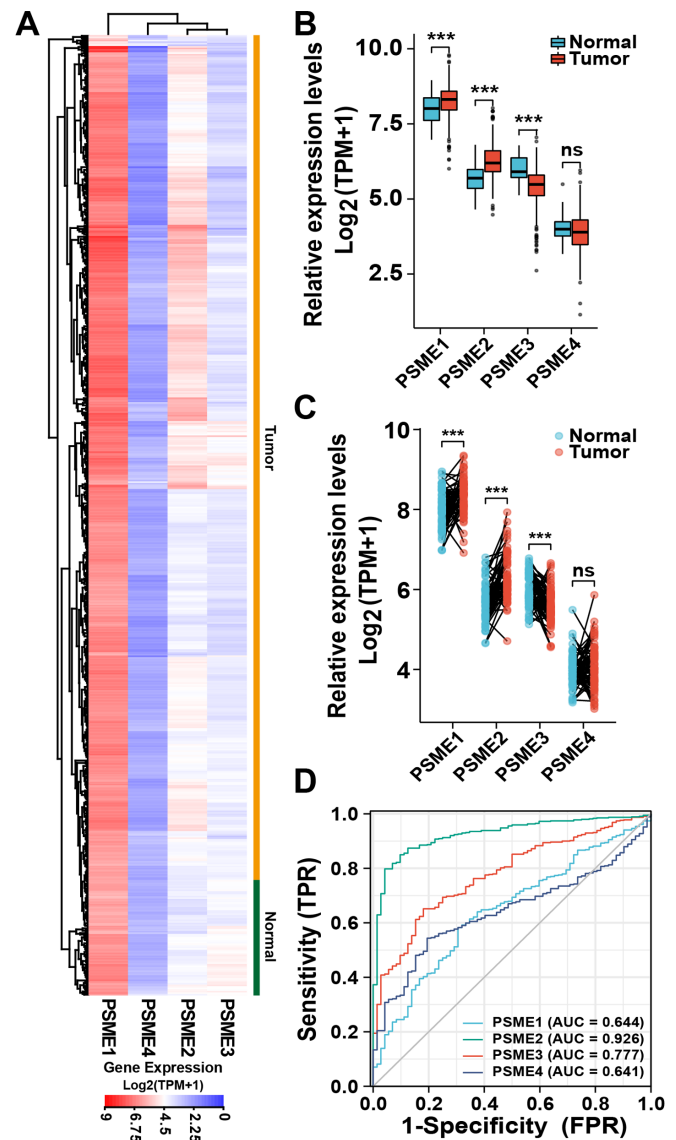 A
Tumor
Normal
PSME1
PSME4
PSME2
PSME3
Gene Expression
Log2(TPM+1)
9
6.75
4.5
2.25
0
B
Relative expression levels
Log2(TPM+1)
10.0
7.5
5.0
2.5
***
***
***
ns
Normal
Tumor
PSME1
PSME2
PSME3
PSME4
C
Relative expression levels
Log2(TPM+1)
10
8
6
4
***
***
***
ns
Normal
Tumor
PSME1
PSME2
PSME3
PSME4
D
Sensitivity (TPR)
1.0
0.8
0.6
0.4
0.2
0.0
PSME1 (AUC = 0.644)
PSME2 (AUC = 0.926)
PSME3 (AUC = 0.777)
PSME4 (AUC = 0.641)
0.0 0.2 0.4 0.6 0.8 1.0
1-Specificity (FPR)